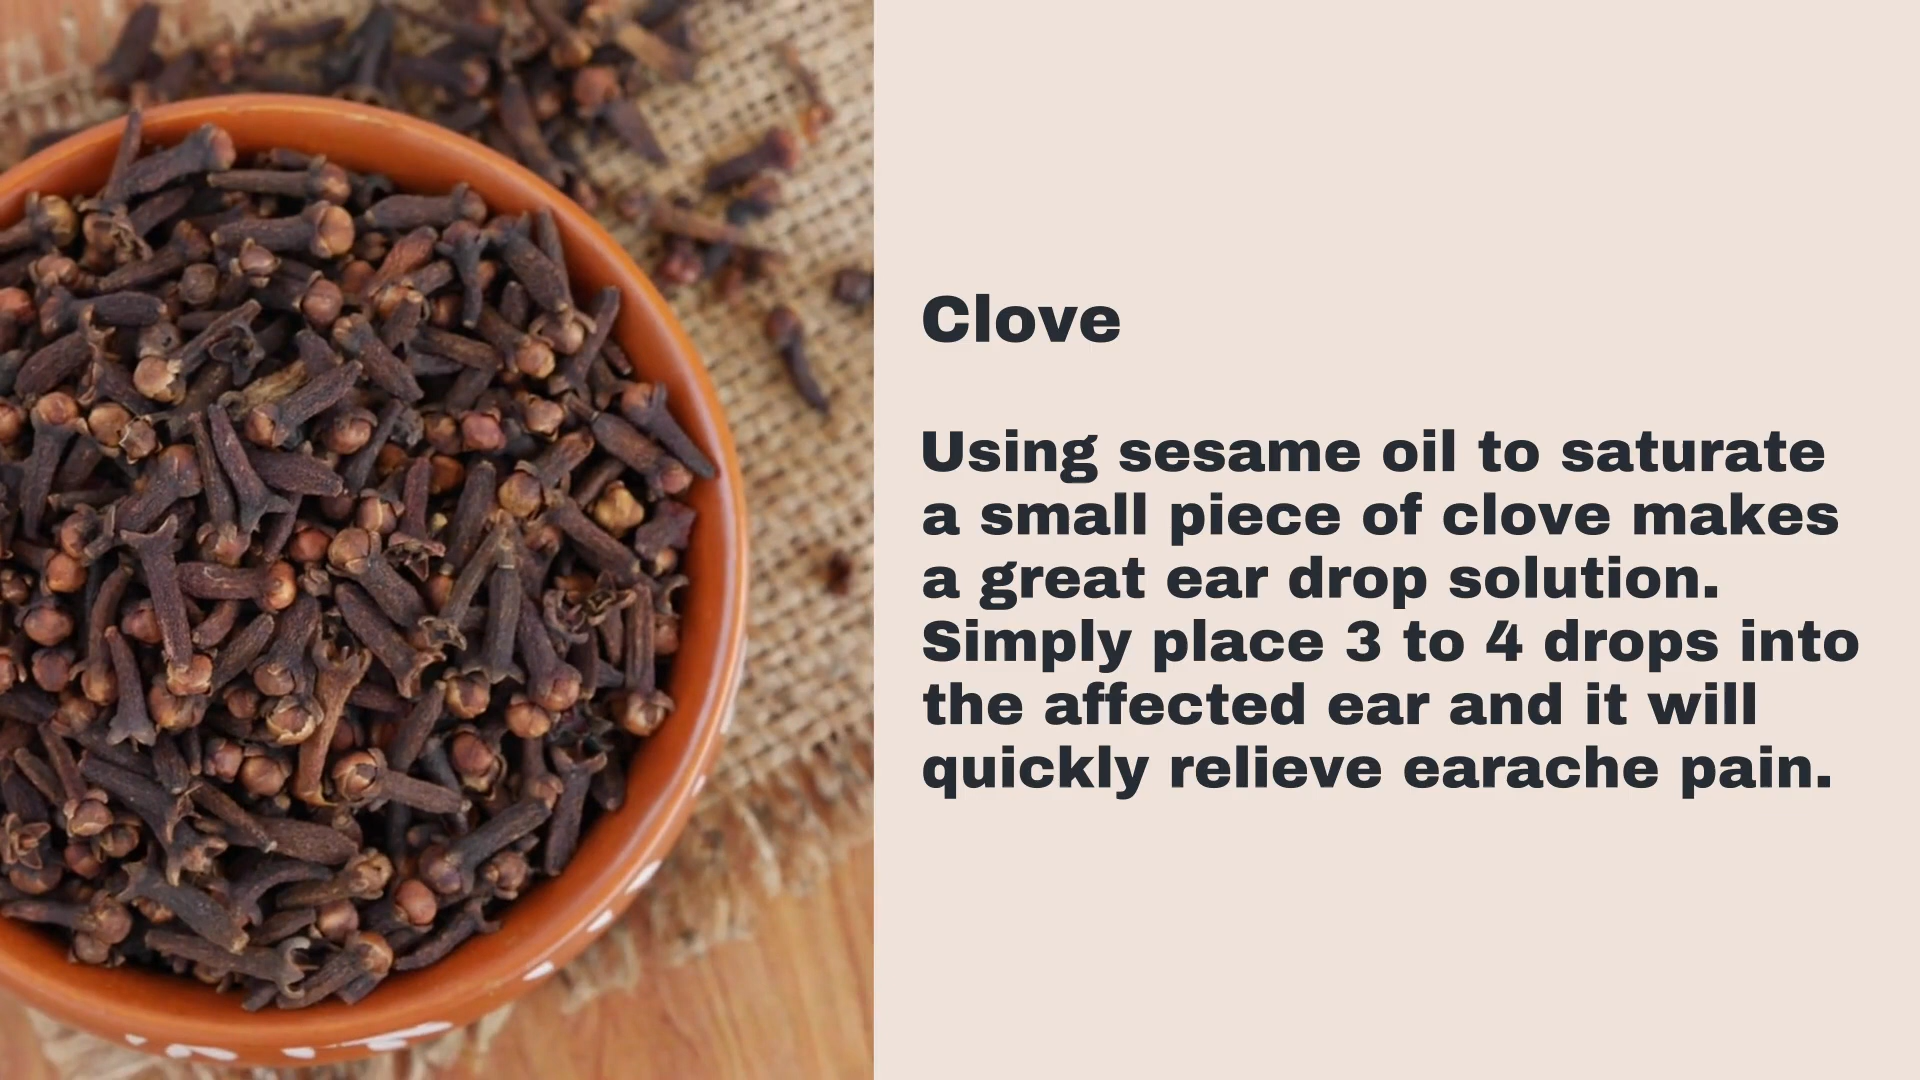 Clove
Using sesame oil to saturate
a small piece of clove makes
a great ear drop solution.
Simply place 3 to 4 drops into
the affected ear and it will
quickly relieve earache pain.